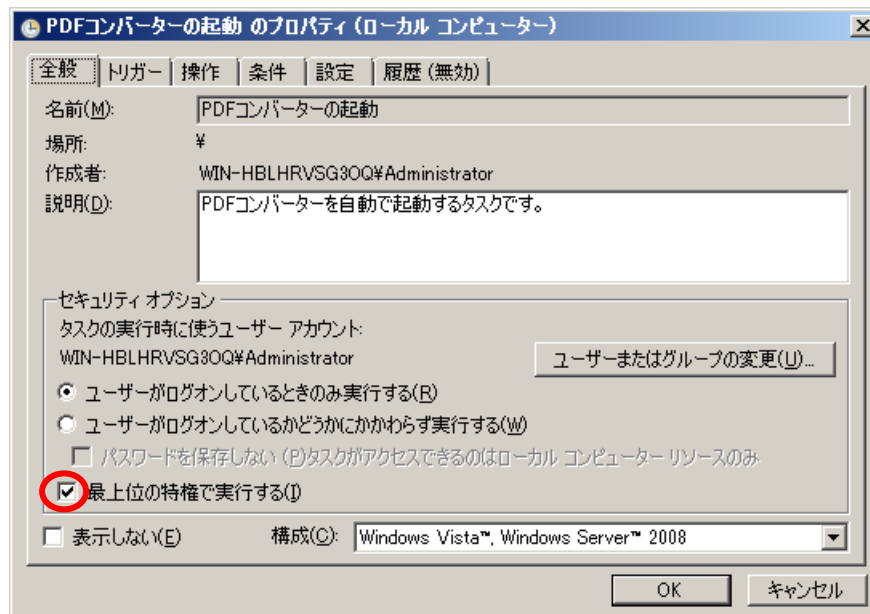 PDFコンバーターの起動 のプロパティ (ローカル コンピューター)
全般 トリガー 操作 条件 設定 履歴 (無効)
名前(M): PDFコンバーターの起動
場所: ¥
作成者: WIN-HBLHRVSG3OQ¥Administrator
説明(D): PDFコンバーターを自動で起動するタスクです。
セキュリティ オプション
タスクの実行時に使うユーザー アカウント:
WIN-HBLHRVSG3OQ¥Administrator ユーザーまたはグループの変更(U)...
ユーザーがログオンしているときのみ実行する(R)
ユーザーがログオンしているかどうかにかかわらず実行する(W)
パスワードを保存しない (P)タスクがアクセスできるのはローカル コンピューター リソースのみ
最上位の特権で実行する(I)
表示しない(E) 構成(C): Windows Vista™, Windows Server™ 2008
OK キャンセル